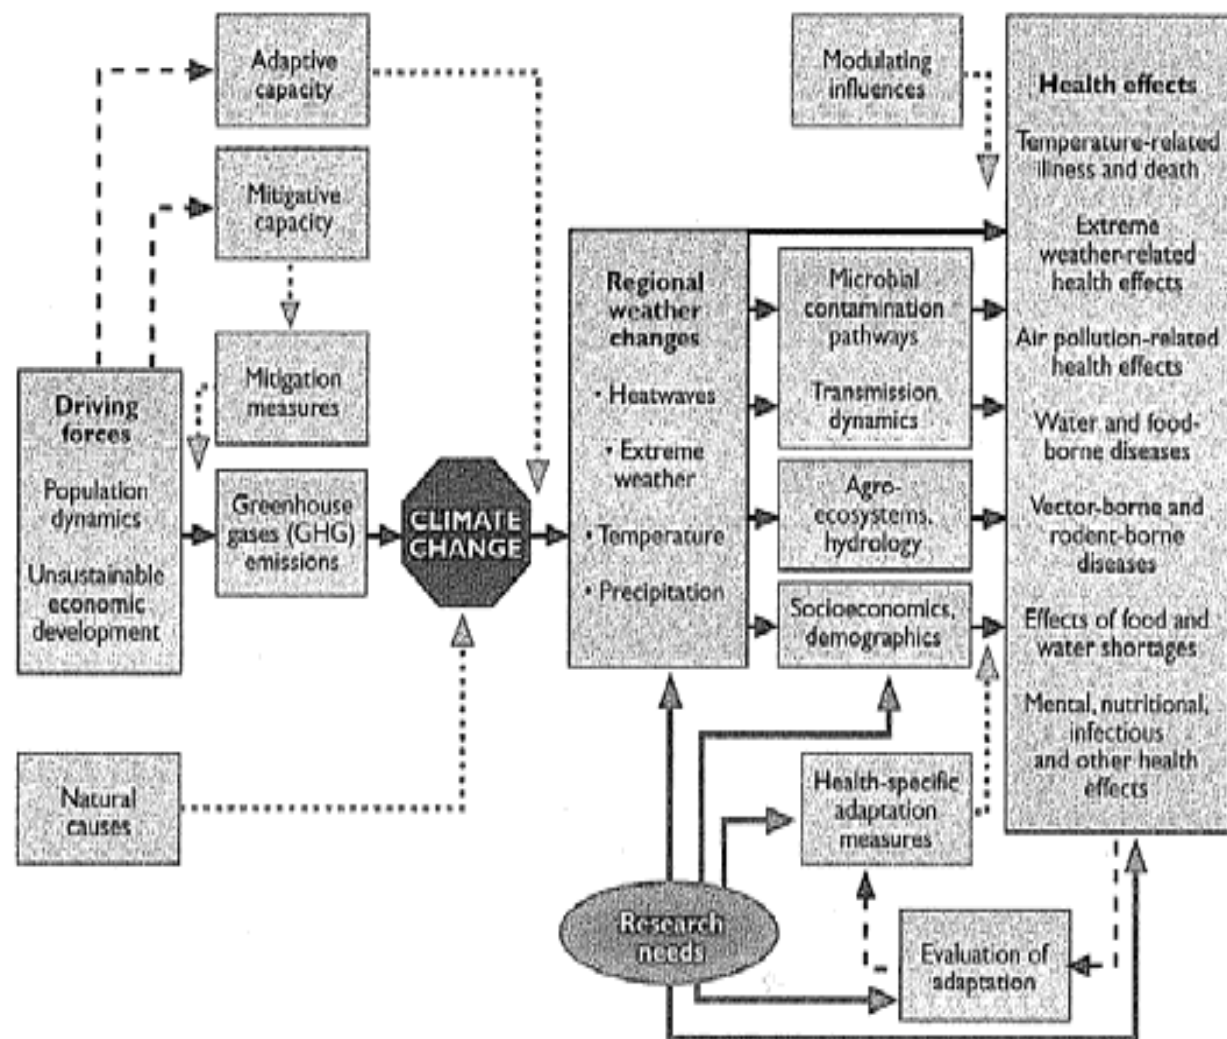 Adaptive
capacity
Mitigative
capacity
Mitigation
measures
Driving
forces
Population
dynamics
Unsustainable
economic
development
Greenhouse
gases (GHG)
emissions
CLIMATE
CHANGE
Natural
causes
Regional
weather
changes
• Heatwaves
• Extreme
weather
• Temperature
• Precipitation
Modulating
influences
Microbial
contamination
pathways
Transmission
dynamics
Agro-
ecosystems,
hydrology
Socioeconomics,
demographics
Health-specific
adaptation
measures
Research
needs
Evaluation of
adaptation
Health effects
Temperature-related
illness and death
Extreme
weather-related
health effects
Air pollution-related
health effects
Water and food-
borne diseases
Vector-borne and
rodent-borne
diseases
Effects of food and
water shortages
Mental, nutritional,
infectious
and other health
effects